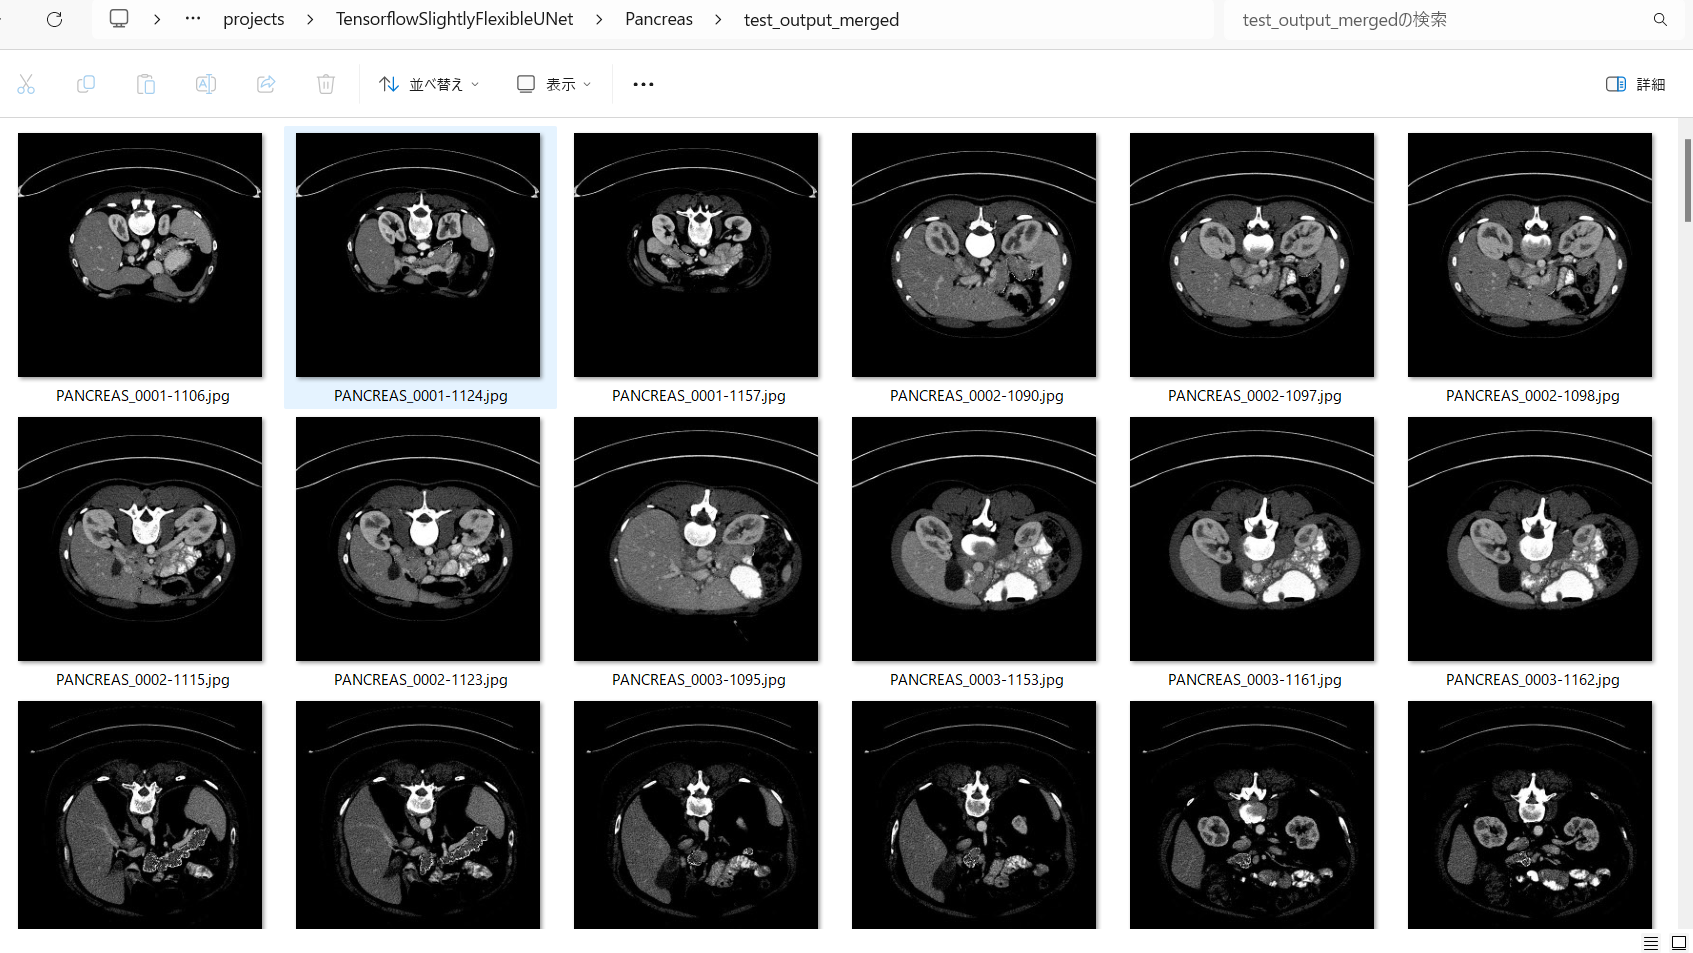 projects > TensorflowSlightlyFlexibleUNet > Pancreas > test_output_merged
test_output_mergedの検索
並べ替え
表示
詳細
PANCREAS_0001-1106.jpg
PANCREAS_0001-1124.jpg
PANCREAS_0001-1157.jpg
PANCREAS_0002-1090.jpg
PANCREAS_0002-1097.jpg
PANCREAS_0002-1098.jpg
PANCREAS_0002-1115.jpg
PANCREAS_0002-1123.jpg
PANCREAS_0003-1095.jpg
PANCREAS_0003-1153.jpg
PANCREAS_0003-1161.jpg
PANCREAS_0003-1162.jpg